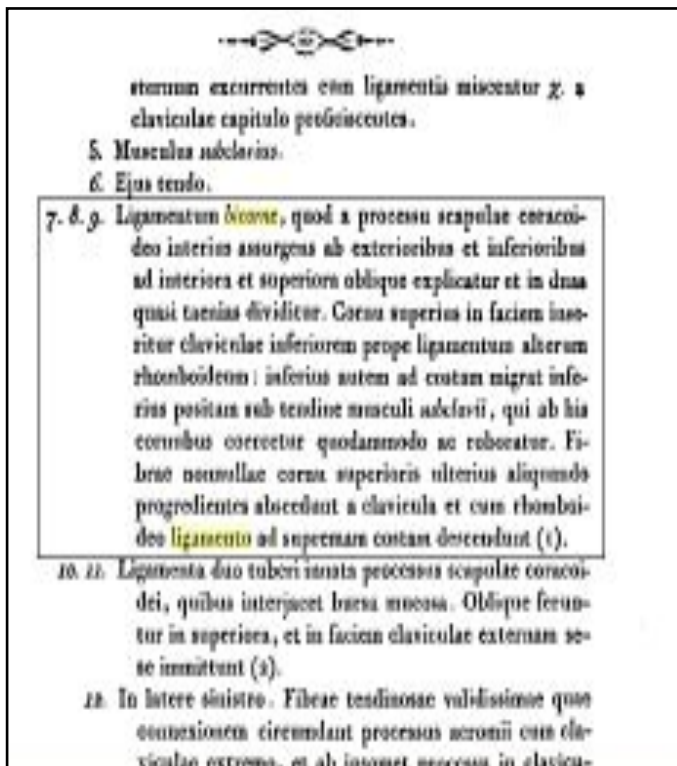 sternum excurrentes cum ligamentis miscentur χ. a
claviculae capitulo proficiscentes.
5. Musculus subclavius.
6. Ejus tendo.
7. 8. 9. Ligamentum bicorne, quod a processu scapulae coracoi-
deo interius assurgens ab exterioribus et inferioribus
ad interiora et superiora oblique explicatur et in duas
quasi taenias dividitur. Cornu superius in faciem inse-
ritur claviculae inferiorem prope ligamentum alterum
rhomboideum: inferius autem ad costam migrat infe-
rius positam sub tendine musculi subclavii, qui ab his
cornubus coercetur quodammodo ac roboratur. Fi-
brae nonnullae cornu superioris ulterius aliquando
progredientes abscedunt a clavicula et cum rhomboi-
deo ligamento ad supremam costam descendunt (1).
10. 11. Ligamenta duo tuberi innata processus scapulae coracoi-
dei, quibus interjacet bursa mucosa. Oblique ferun-
tur in superiora, et in faciem claviculae externam se-
se immittunt (2).
12. In latere sinistro. Fibrae tendinosae validissimae quae
connexionem circumdant processus acromii cum cla-
viculae extremo, et ab ipsomet processu in clavicu-